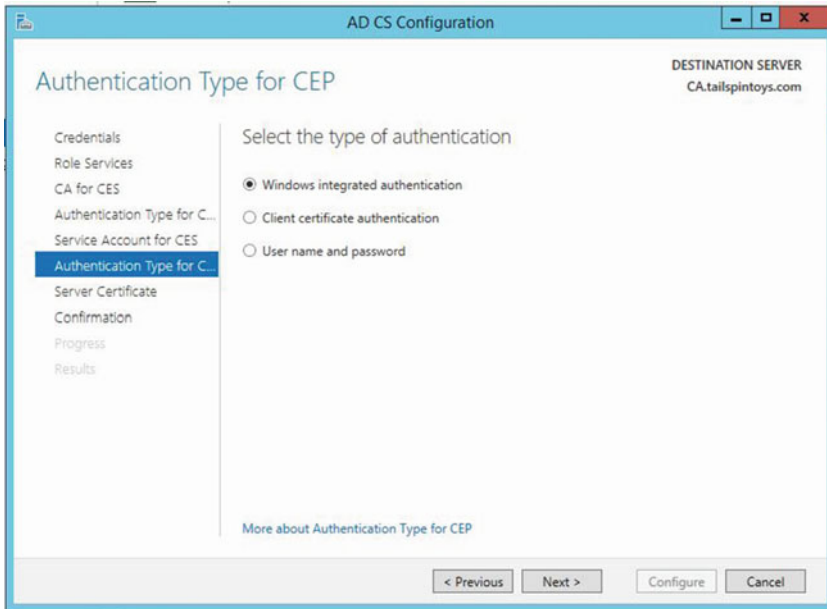 AD CS Configuration
Authentication Type for CEP
DESTINATION SERVER
CA.tailspintoys.com
Credentials
Role Services
CA for CES
Authentication Type for C...
Service Account for CES
Authentication Type for C...
Server Certificate
Confirmation
Progress
Results
Select the type of authentication
Windows integrated authentication
Client certificate authentication
User name and password
More about Authentication Type for CEP
< Previous
Next >
Configure
Cancel